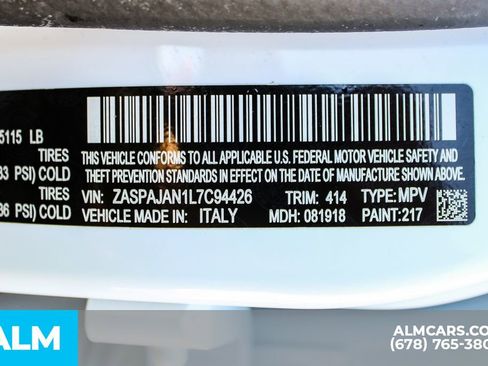 5115 LB
TIRES
33 PSI) COLD
TIRES
36 PSI) COLD
THIS VEHICLE CONFORMS TO ALL APPLICABLE U.S. FEDERAL MOTOR VEHICLE SAFETY AND
THEFT PREVENTION STANDARDS IN EFFECT ON THE DATE OF MANUFACTURE SHOWN ABOVE.
VIN: ZASPAJAN1L7C94426 TRIM: 414 TYPE: MPV
VEHICLE MADE IN: ITALY MDH: 081918 PAINT: 217
ALM
ALMCARS.CO
(678) 765-380